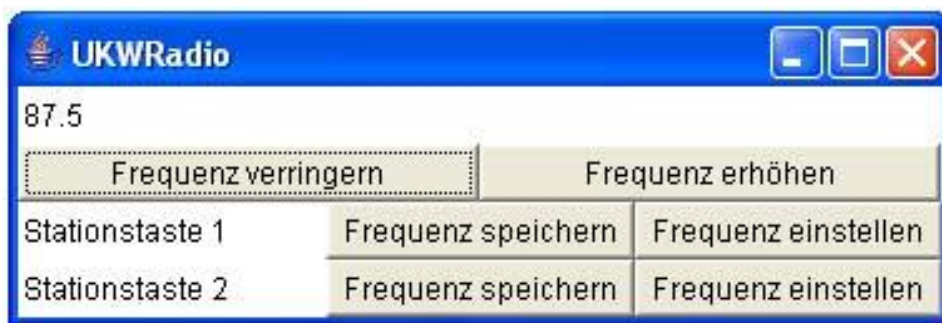 UKWRadio
87.5
Frequenz verringern Frequenz erhöhen
Stationstaste 1 Frequenz speichern Frequenz einstellen
Stationstaste 2 Frequenz speichern Frequenz einstellen